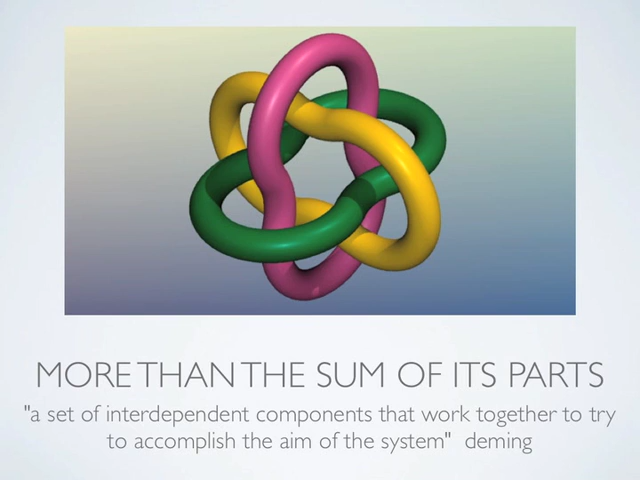 MORE THAN THE SUM OF ITS PARTS
"a set of interdependent components that work together to try
to accomplish the aim of the system"  deming